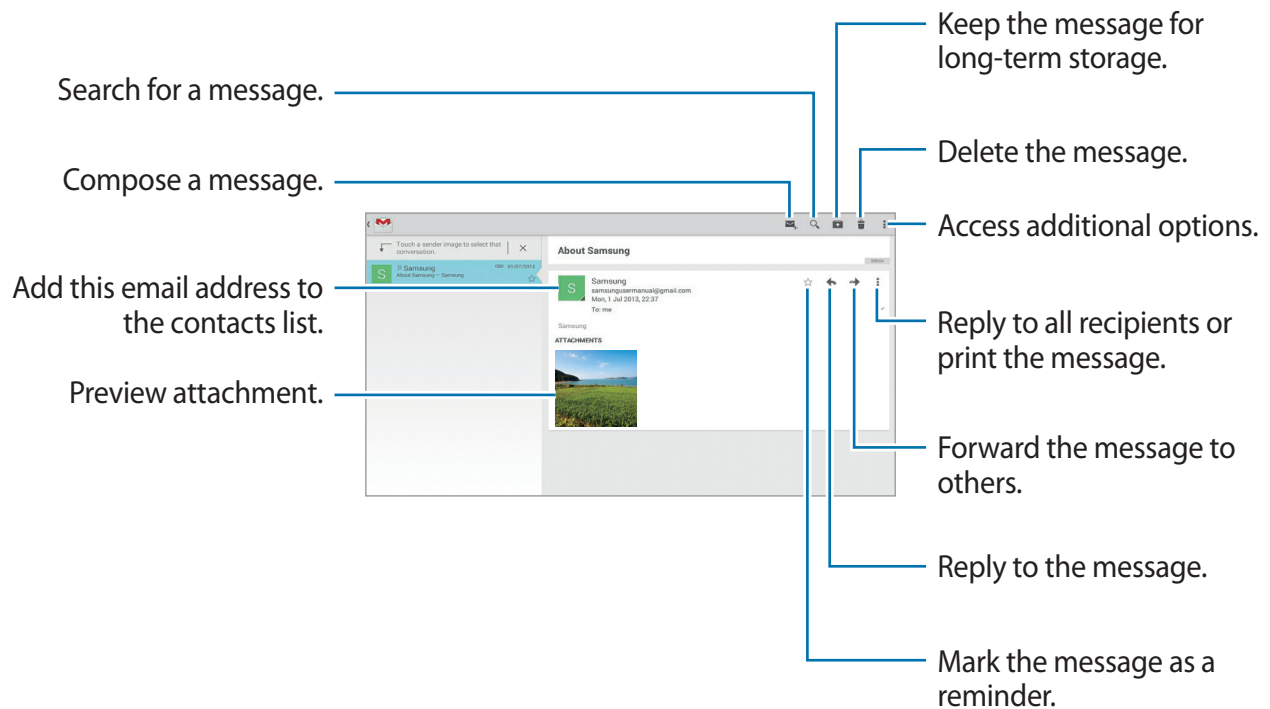 Keep the message for
long-term storage.
Search for a message.
Delete the message.
Compose a message.
Access additional options.
Touch a sender image to select that
conversation.
About Samsung
Inbox
S
Samsung
01/07/2013
About Samsung — Samsung
S
Samsung
samsungusermanual@gmail.com
Mon, 1 Jul 2013, 22:37
To: me
Add this email address to
the contacts list.
Samsung
ATTACHMENTS
Reply to all recipients or
print the message.
Preview attachment.
Forward the message to
others.
Reply to the message.
Mark the message as a
reminder.